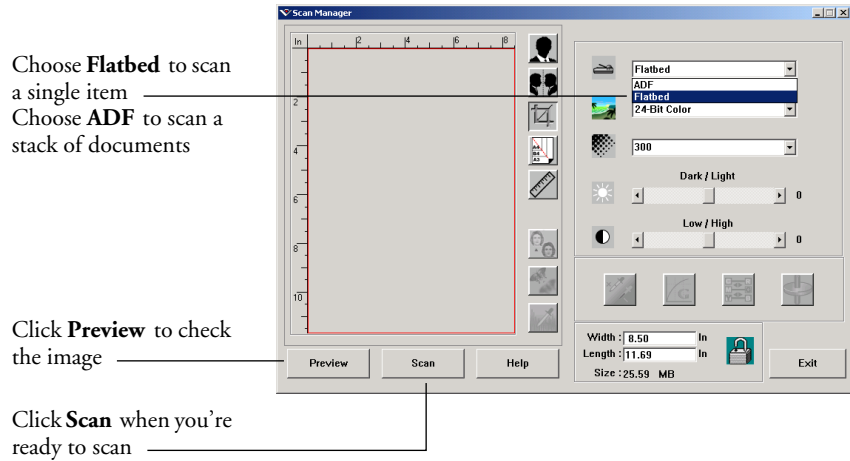 Choose Flatbed to scan
a single item
Choose ADF to scan a
stack of documents
Click Preview to check
the image
Click Scan when you're
ready to scan
Scan Manager
In 2 4 6 8
2
4
6
8
10
A4
B4
A3
G
Preview Scan Help
Flatbed
ADF
Flatbed
24-Bit Color
300
Dark / Light
0
Low / High
0
Width : 8.50 In
Length : 11.69 In
Size : 25.59 MB
Exit